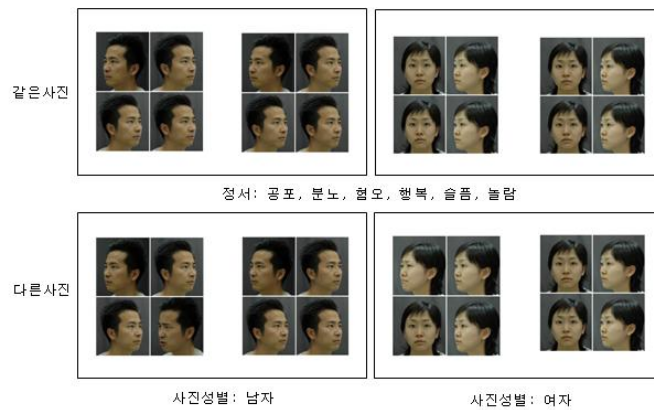 같은사진
정서: 공포, 분노, 혐오, 행복, 슬픔, 놀람
다른사진
사진성별: 남자
사진성별: 여자